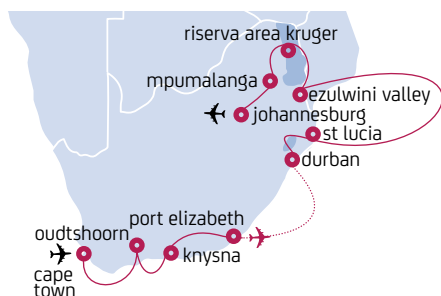 riserva area kruger
mpumalanga
ezulwini valley
johannesburg
st lucia
durban
port elizabeth
oudtshoorn
knysna
cape
town